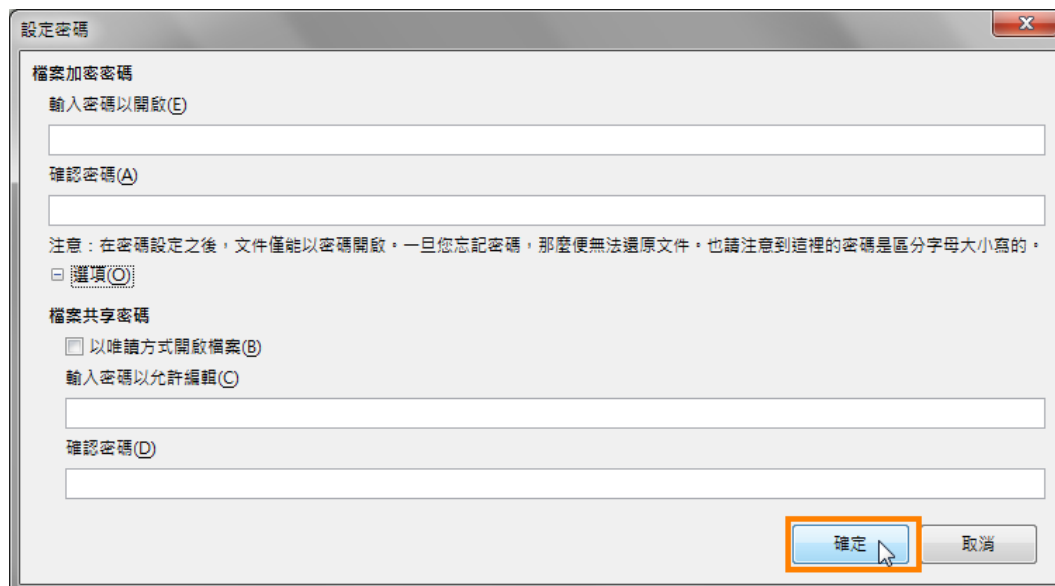 設定密碼
檔案加密密碼
輸入密碼以開啟(E)
確認密碼(A)
注意：在密碼設定之後，文件僅能以密碼開啟。一旦您忘記密碼，那麼便無法還原文件。也請注意到這裡的密碼是區分字母大小寫的。
選項(O)
檔案共享密碼
以唯讀方式開啟檔案(B)
輸入密碼以允許編輯(C)
確認密碼(D)
確定 取消